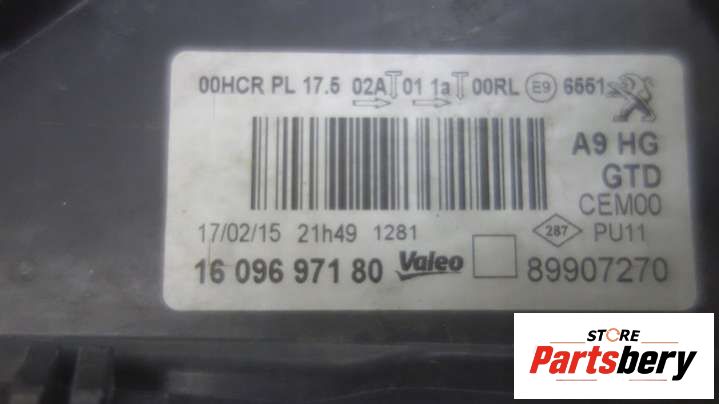 00HCR PL 17.5 02A 01 1a 00RL E9 6551
A9 HG
GTD
CEM00
17/02/15 21h49 1281 287 PU11
16 096 971 80 Valeo 89907270
STORE
Partsbery